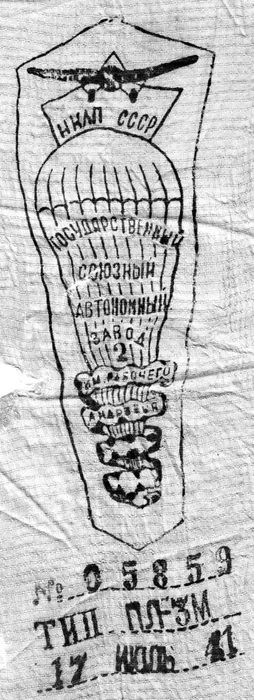 НКАП СССР
ГОСУДАРСТВЕННЫЙ
СОЮЗНЫЙ
АВТОНОМНЫЙ
ЗАВОД
2
ИМ. РАБОЧЕГО
АНДРЕЕВА
№ 05859
ТИП ПЛ-3М
17 ИЮЛЬ 41